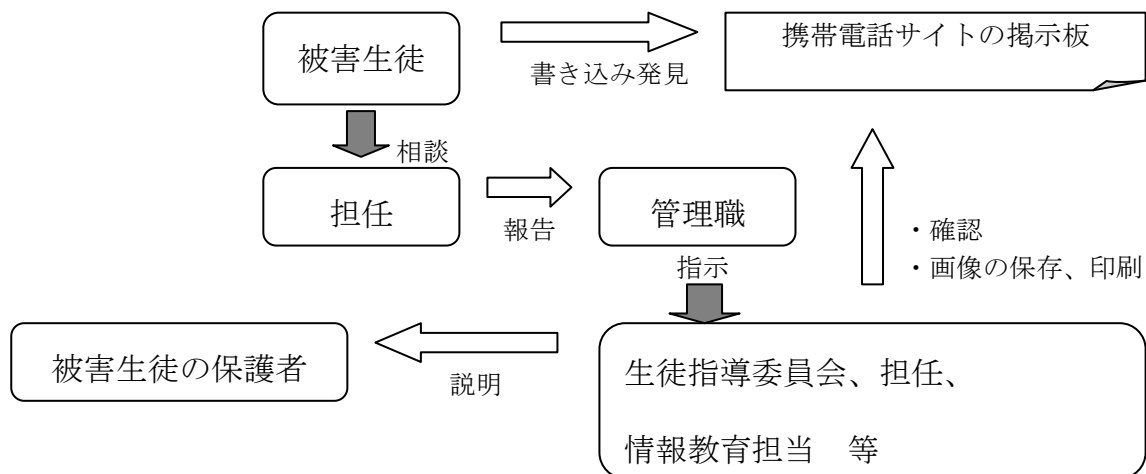 被害生徒
書き込み発見
携帯電話サイトの掲示板
相談
担任
報告
管理職
・確認
・画像の保存、印刷
指示
被害生徒の保護者
説明
生徒指導委員会、担任、
情報教育担当　等